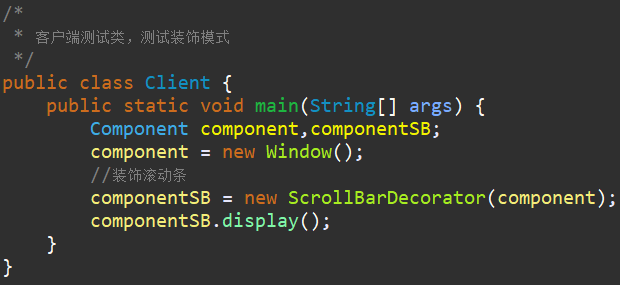 /*
 * 客户端测试类，测试装饰模式
 */
public class Client {
    public static void main(String[] args) {
        Component component,componentSB;
        component = new Window();
        //装饰滚动条
        componentSB = new ScrollBarDecorator(component);
        componentSB.display();
    }
}